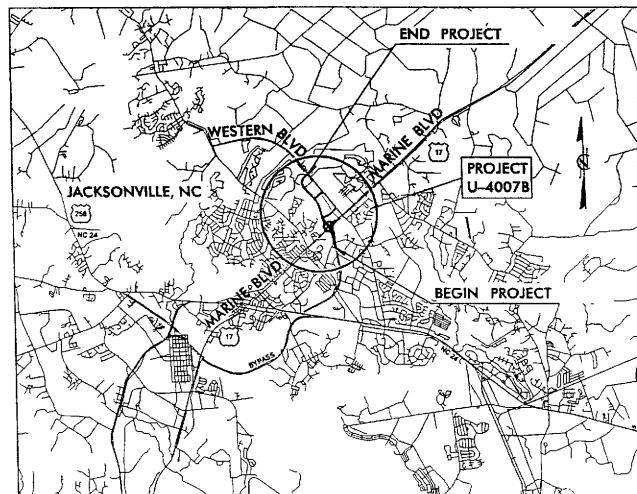 END PROJECT
WESTERN BLVD
MARINE BLVD
17
PROJECT
U-4007B
JACKSONVILLE, NC
258
NC 24
BEGIN PROJECT
MARINE BLVD
17
BYPASS
NC 24